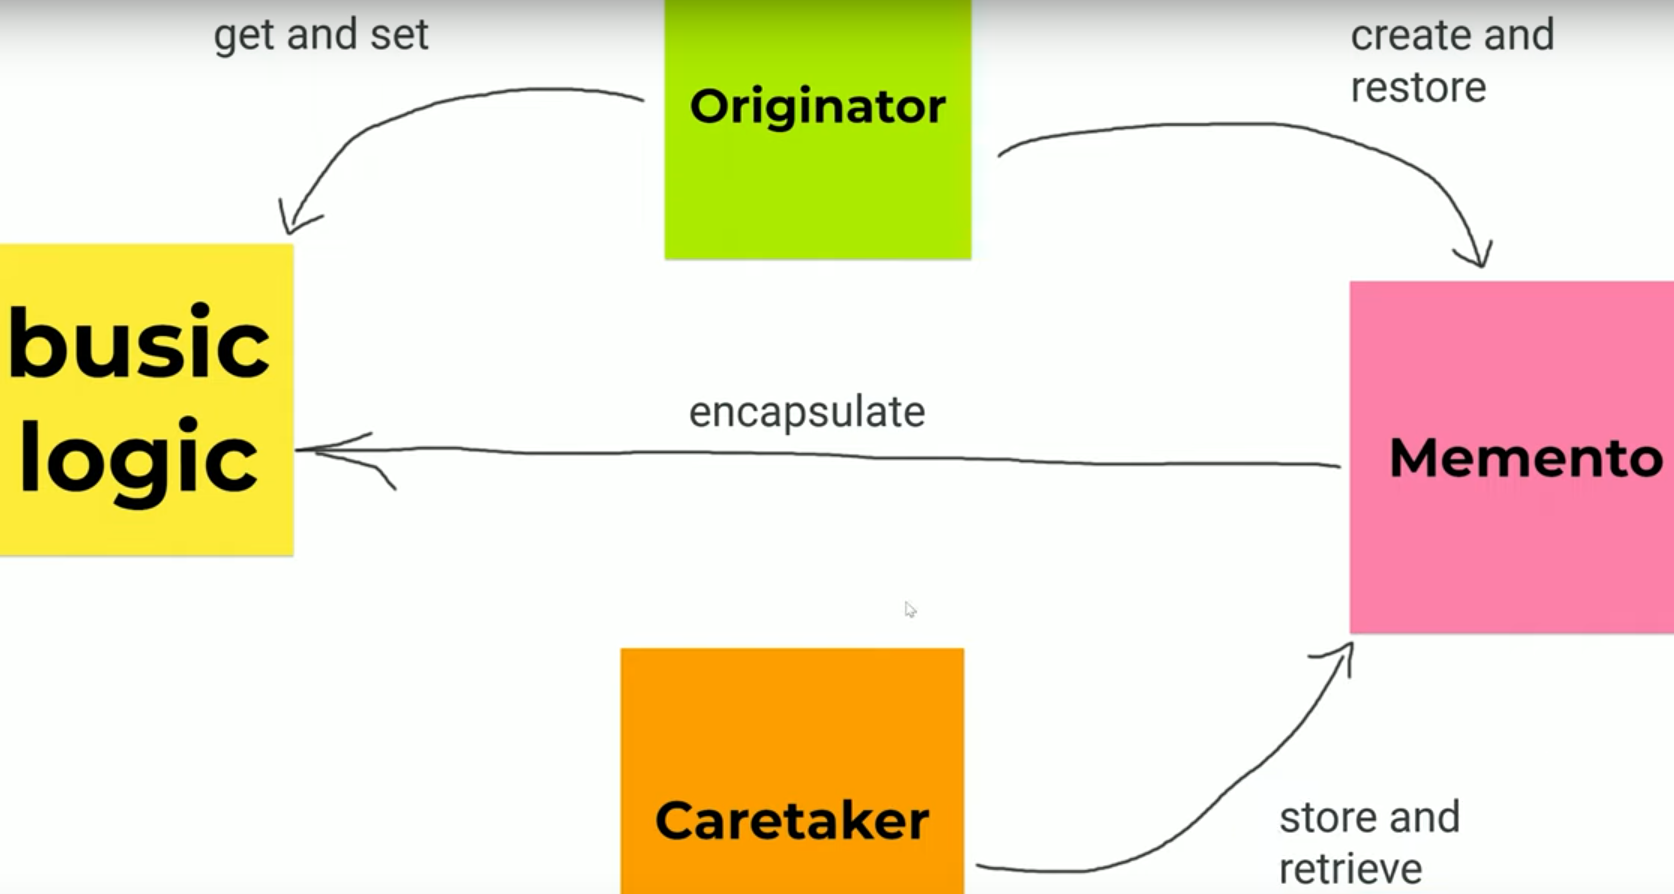 get and set
Originator
create and
restore
busic
logic
encapsulate
Memento
Caretaker
store and
retrieve